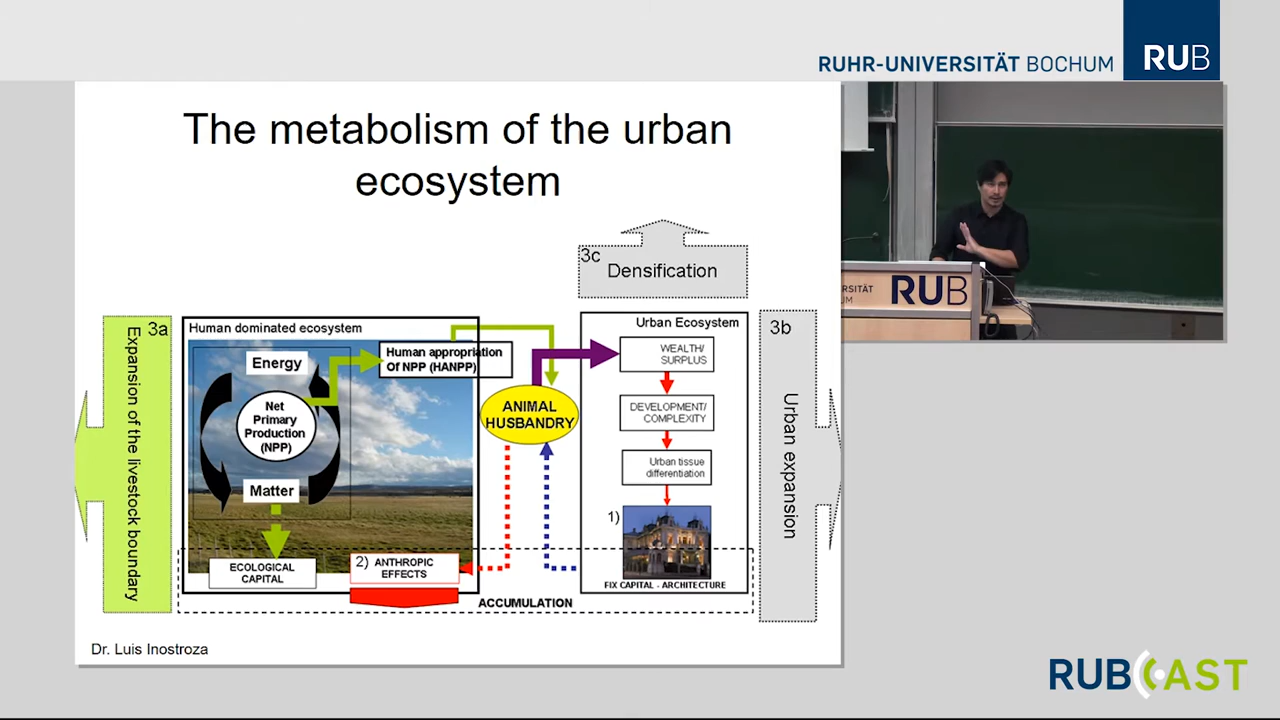 RUHR-UNIVERSITÄT BOCHUM
RUB
The metabolism of the urban
ecosystem
3c
Densification
3a
Expansion of the livestock boundary
Human dominated ecosystem
Energy
Human appropriation
Of NPP (HANPP)
Net
Primary
Production
(NPP)
Matter
ECOLOGICAL
CAPITAL
2) ANTHROPIC
EFFECTS
ANIMAL
HUSBANDRY
ACCUMULATION
Urban Ecosystem
WEALTH/
SURPLUS
DEVELOPMENT/
COMPLEXITY
Urban tissue
differentiation
1)
FIX CAPITAL - ARCHITECTURE
3b
Urban expansion
Dr. Luis Inostroza
RSITÄT
UM
RUB
RUBCAST